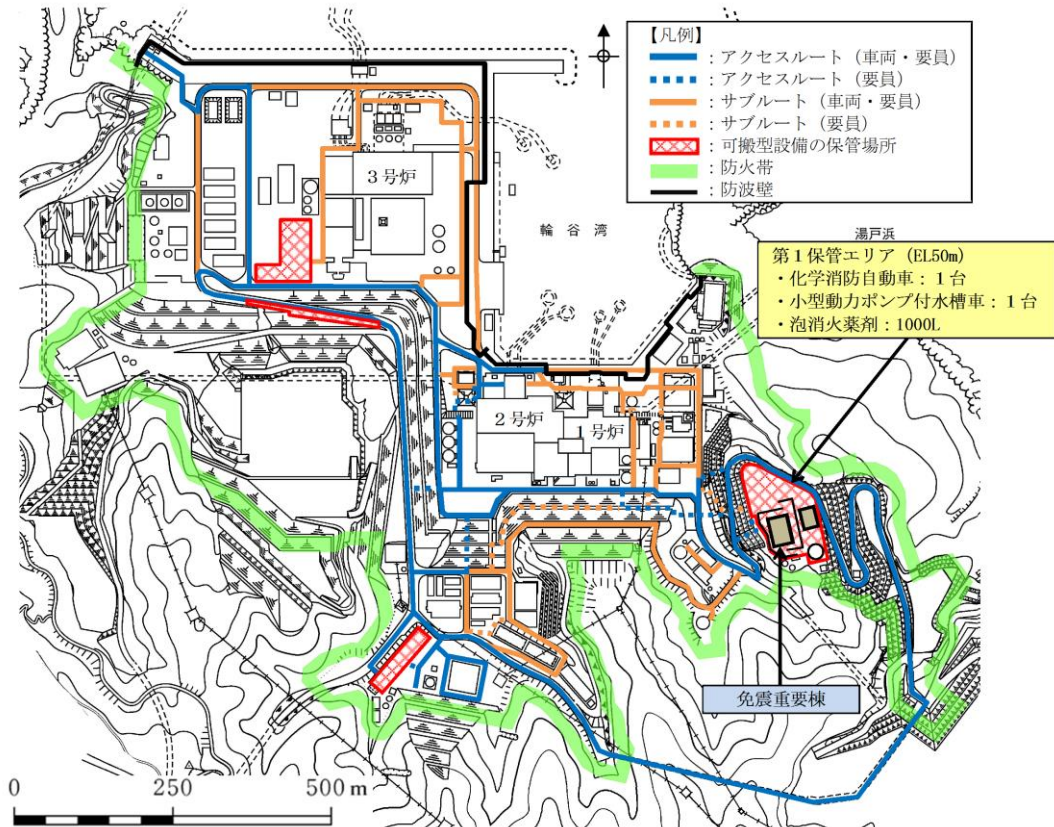 【凡例】
：アクセスルート（車両・要員）
：アクセスルート（要員）
：サブルート（車両・要員）
：サブルート（要員）
：可搬型設備の保管場所
：防火帯
：防波壁
3号炉
輪谷湾
湯戸浜
第1保管エリア（EL50m）
・化学消防自動車：1台
・小型動力ポンプ付水槽車：1台
・泡消火薬剤：1000L
2号炉
1号炉
免震重要棟
0 250 500 m